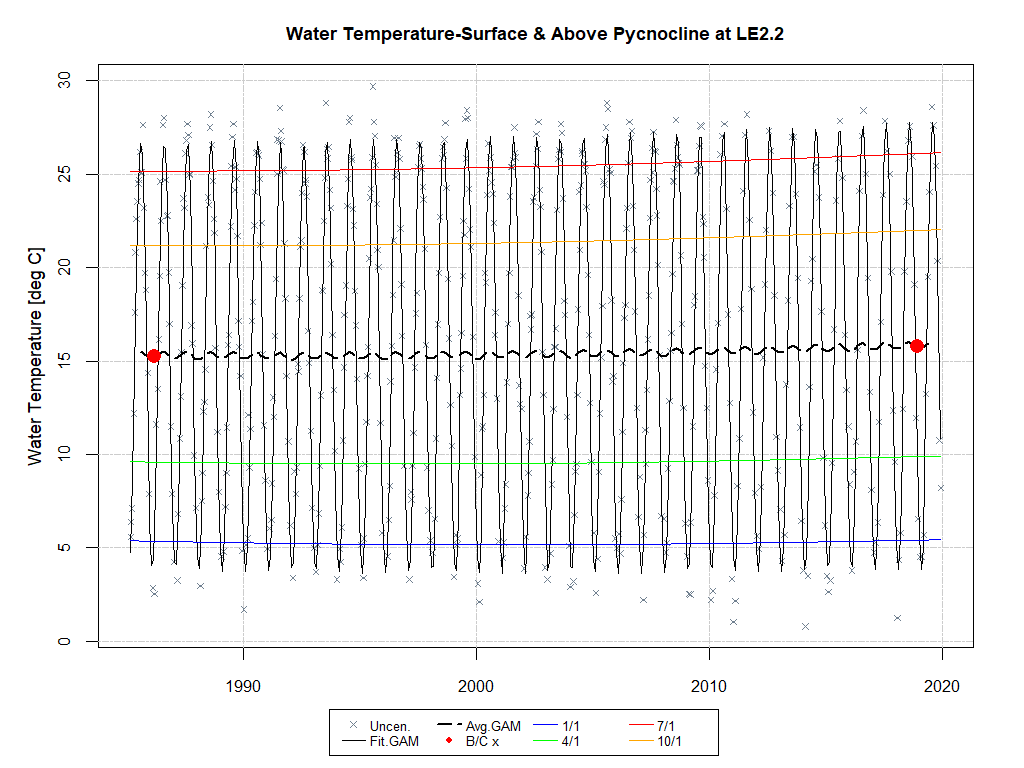 Water Temperature-Surface & Above Pycnocline at LE2.2
Water Temperature [deg C]
30
25
20
15
10
5
0
1990 2000 2010 2020
Uncen. Avg.GAM 1/1 7/1
Fit.GAM B/C x 4/1 10/1